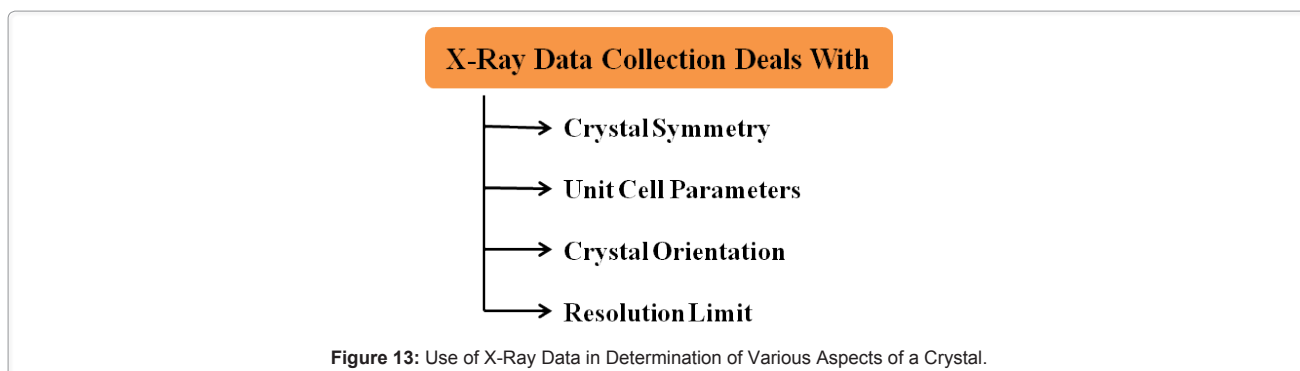 X-Ray Data Collection Deals With
Crystal Symmetry
Unit Cell Parameters
Crystal Orientation
Resolution Limit
Figure 13: Use of X-Ray Data in Determination of Various Aspects of a Crystal.